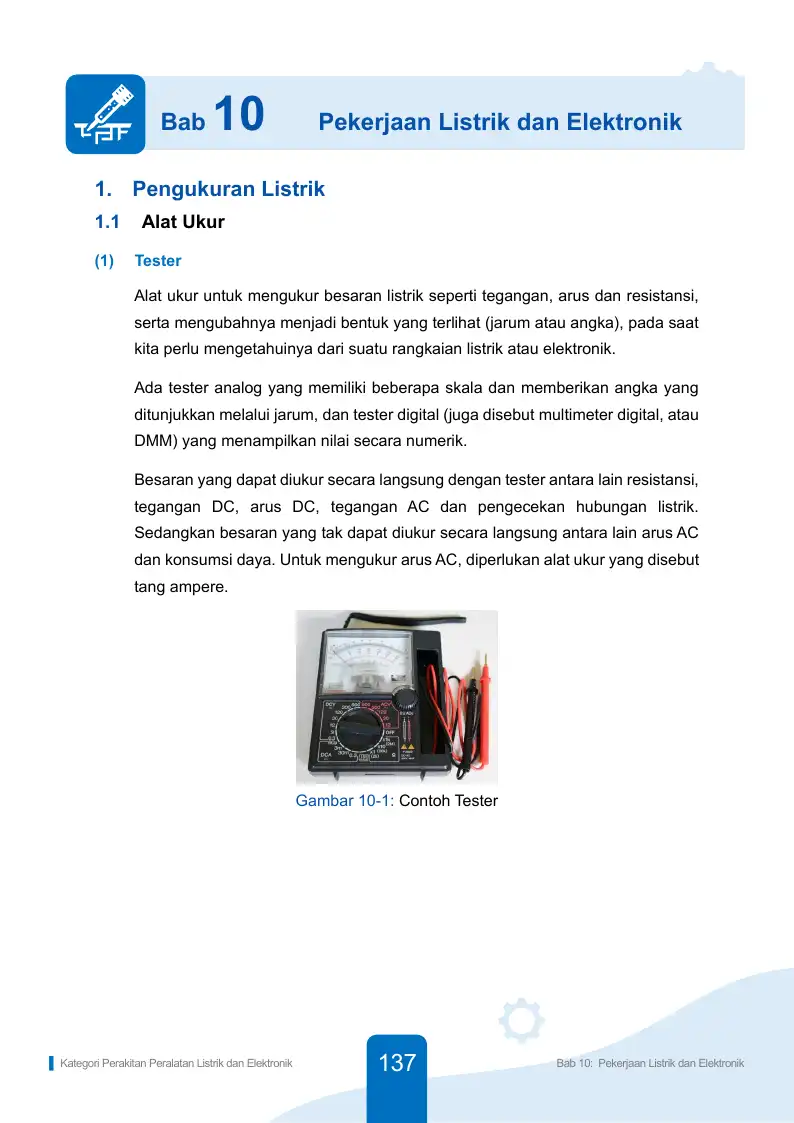 Bab 10 Pekerjaan Listrik dan Elektronik
1. Pengukuran Listrik
1.1 Alat Ukur
(1) Tester
Alat ukur untuk mengukur besaran listrik seperti tegangan, arus dan resistansi,
serta mengubahnya menjadi bentuk yang terlihat (jarum atau angka), pada saat
kita perlu mengetahuinya dari suatu rangkaian listrik atau elektronik.
Ada tester analog yang memiliki beberapa skala dan memberikan angka yang
ditunjukkan melalui jarum, dan tester digital (juga disebut multimeter digital, atau
DMM) yang menampilkan nilai secara numerik.
Besaran yang dapat diukur secara langsung dengan tester antara lain resistansi,
tegangan DC, arus DC, tegangan AC dan pengecekan hubungan listrik.
Sedangkan besaran yang tak dapat diukur secara langsung antara lain arus AC
dan konsumsi daya. Untuk mengukur arus AC, diperlukan alat ukur yang disebut
tang ampere.
DCV
ACV
OFF
DCA
Gambar 10-1: Contoh Tester
Kategori Perakitan Peralatan Listrik dan Elektronik
137
Bab 10: Pekerjaan Listrik dan Elektronik